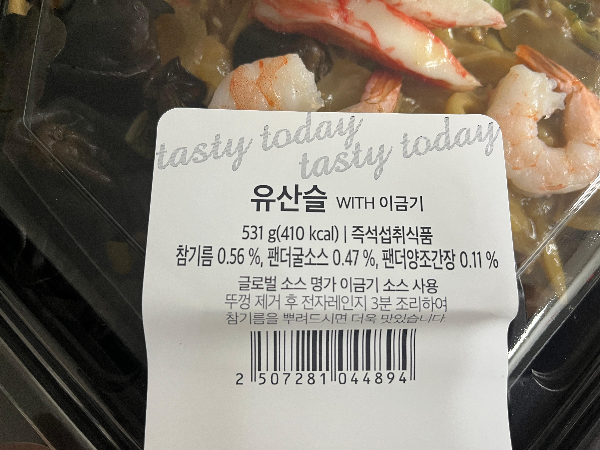 tasty today
tasty today
유산슬 WITH 이금기
531 g(410 kcal) | 즉석섭취식품
참기름 0.56 %, 팬더굴소스 0.47 %, 팬더양조간장 0.11 %
글로벌 소스 명가 이금기 소스 사용
뚜껑 제거 후 전자레인지 3분 조리하여
참기름을 뿌려드시면 더욱 맛있습니다.
2 507281 044894